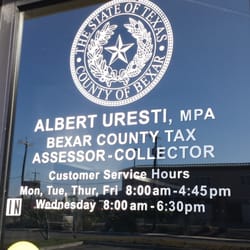 THE STATE OF TEXAS
COUNTY OF BEXAR
ALBERT URESTI, MPA
BEXAR COUNTY TAX
ASSESSOR-COLLECTOR
Customer Service Hours
Mon, Tue, Thur, Fri 8:00am-4:45pm
Wednesday 8:00am-6:30pm
IN